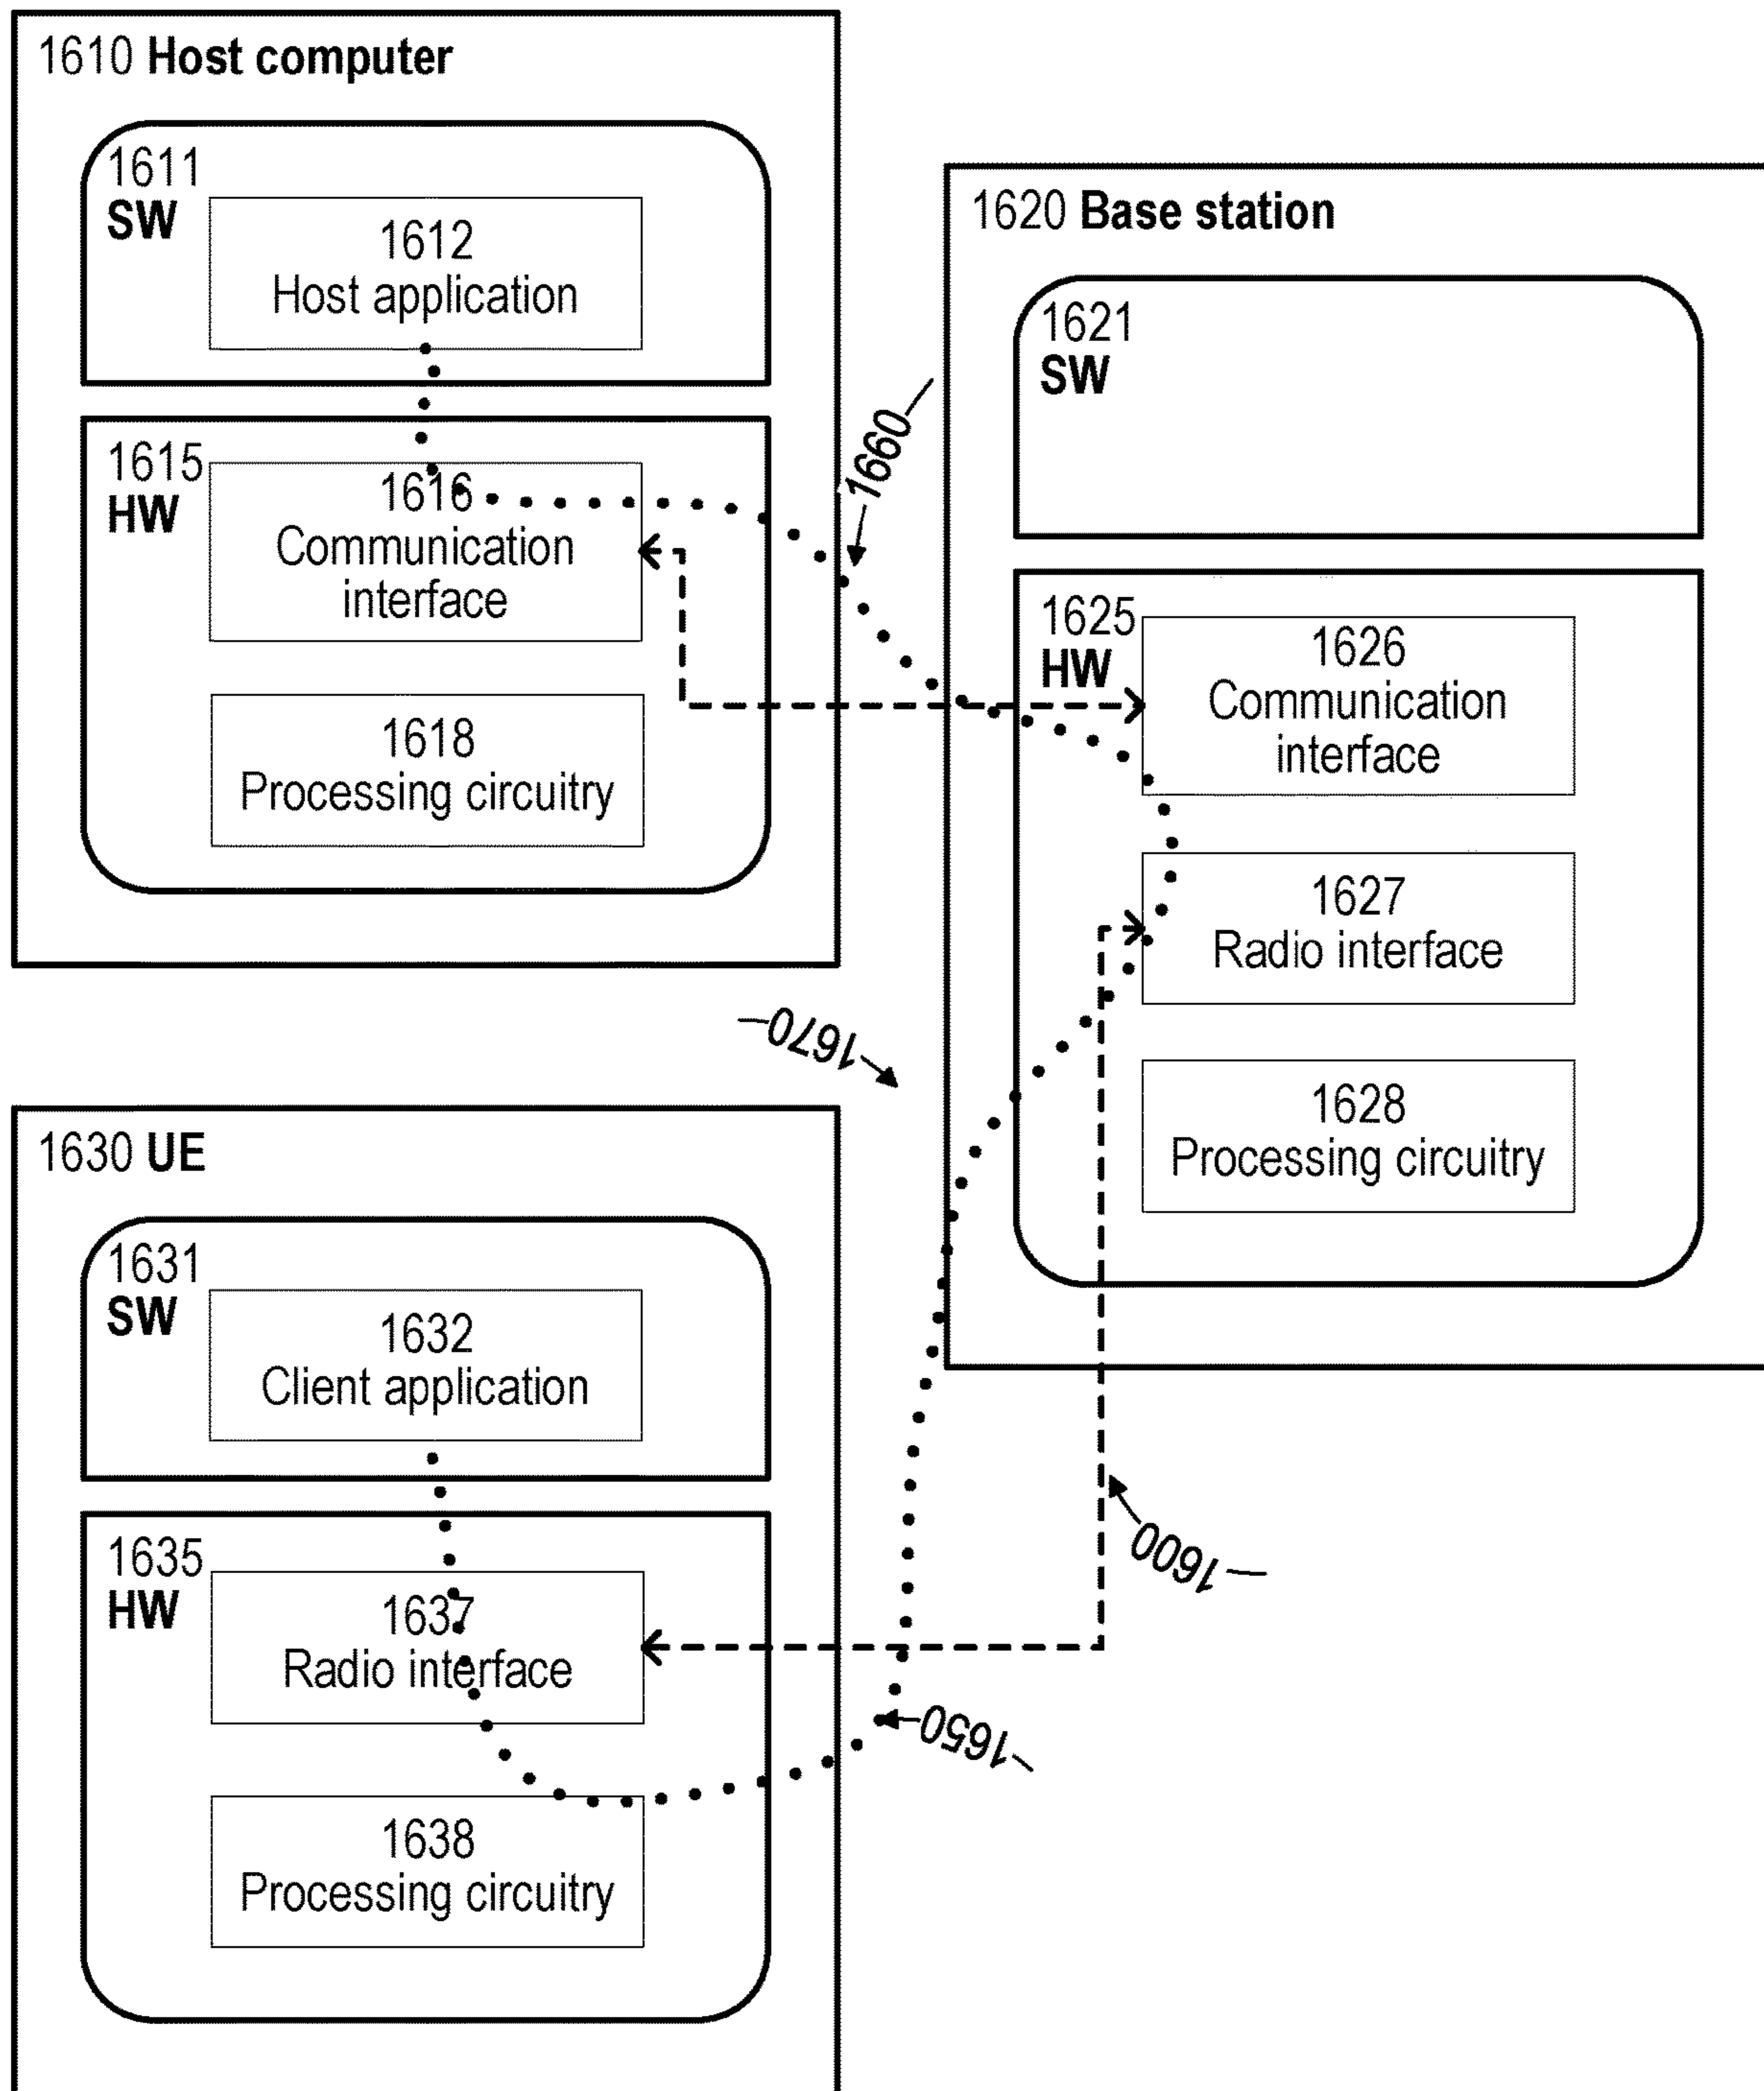 1610 Host computer
1611
SW
1612
Host application
1615
HW
1616
Communication
interface
1618
Processing circuitry
1660
1620 Base station
1621
SW
1625
HW
1626
Communication
interface
1627
Radio interface
1628
Processing circuitry
1670
1630 UE
1631
SW
1632
Client application
1635
HW
1637
Radio interface
1638
Processing circuitry
1600
1650